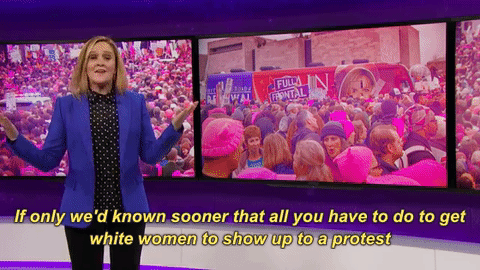 FULL
FRONTAL
If only we'd known sooner that all you have to do to get
white women to show up to a protest